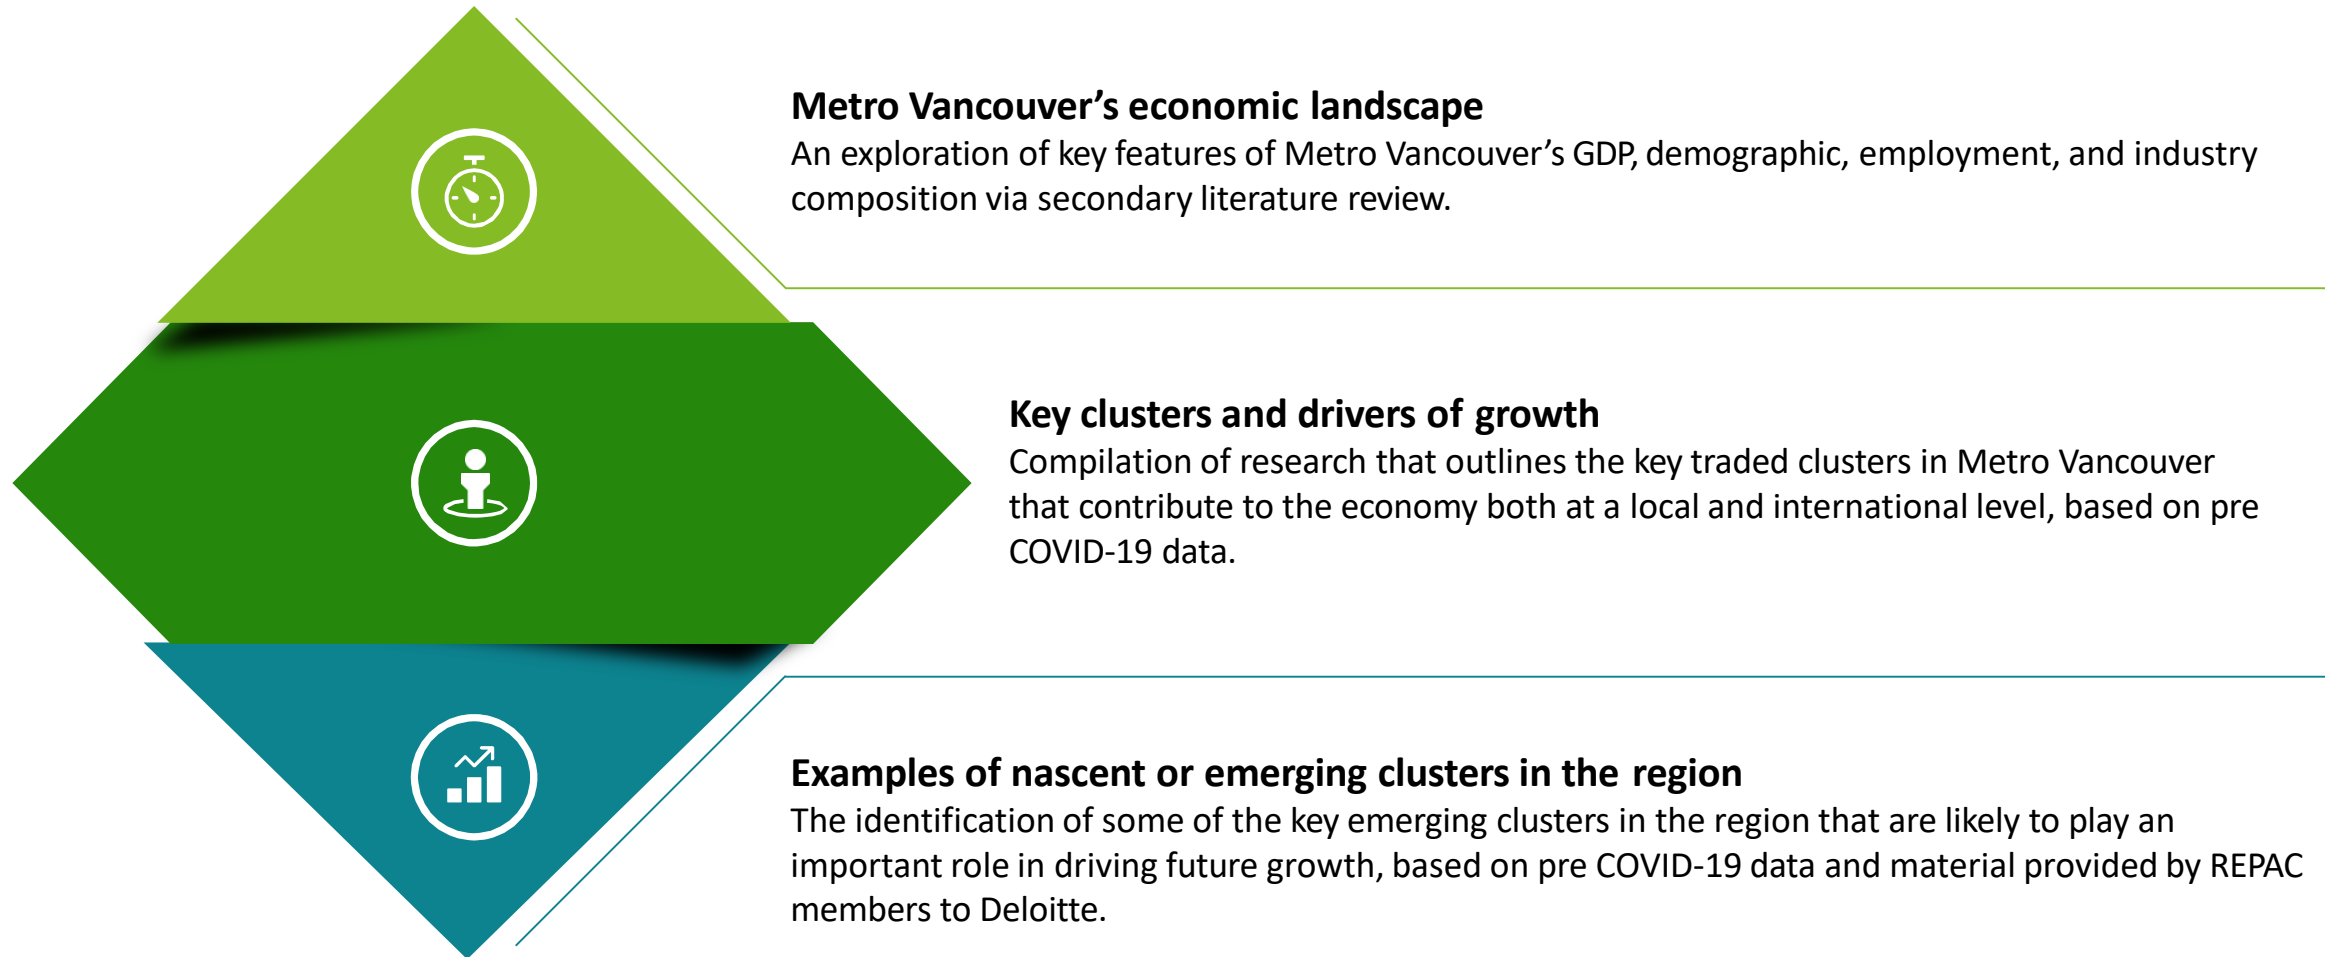 Metro Vancouver’s economic landscape
An exploration of key features of Metro Vancouver’s GDP, demographic, employment, and industry
composition via secondary literature review.
Key clusters and drivers of growth
Compilation of research that outlines the key traded clusters in Metro Vancouver
that contribute to the economy both at a local and international level, based on pre
COVID-19 data.
Examples of nascent or emerging clusters in the region
The identification of some of the key emerging clusters in the region that are likely to play an
important role in driving future growth, based on pre COVID-19 data and material provided by REPAC
members to Deloitte.